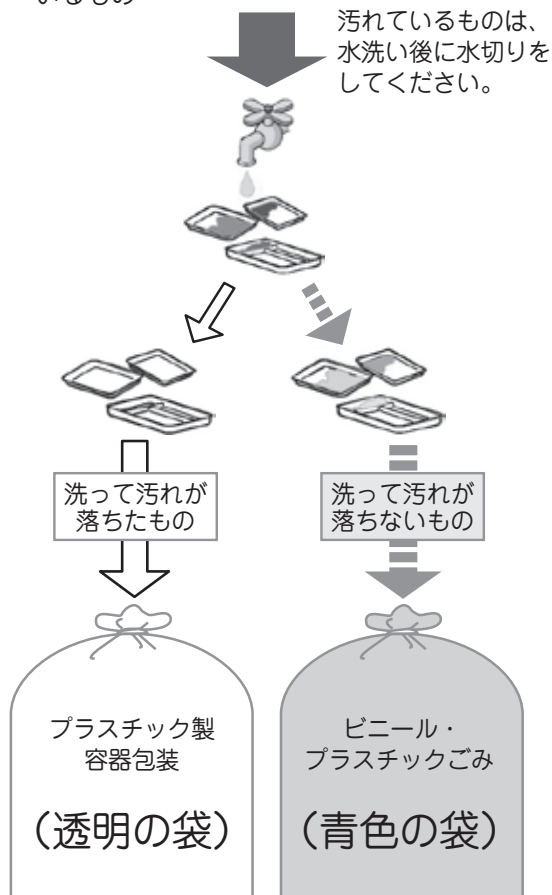 いるもの
汚れているものは、
水洗い後に水切りを
してください。
洗って汚れが
落ちたもの
洗って汚れが
落ちないもの
プラスチック製
容器包装
（透明の袋）
ビニール・
プラスチックごみ
（青色の袋）